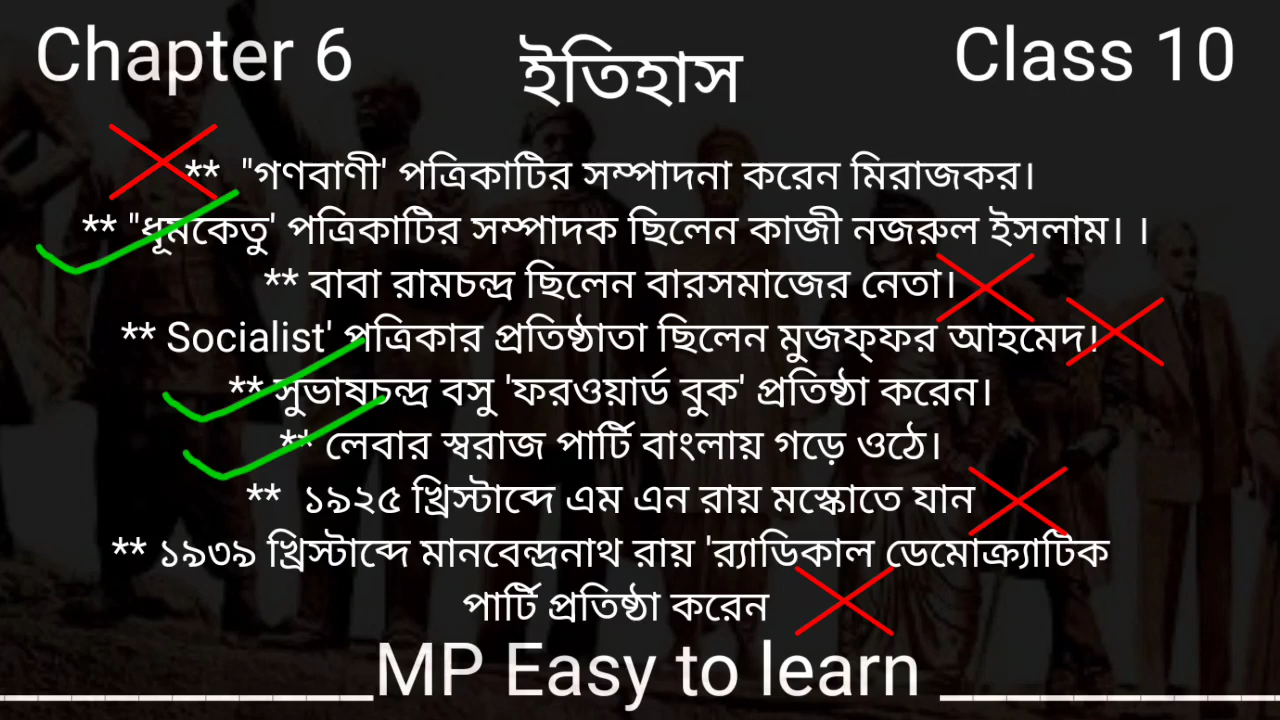 Chapter 6
ইতিহাস
Class 10
** "গণবাণী' পত্রিকাটির সম্পাদনা করেন মিরাজকর।
** "ধূমকেতু' পত্রিকাটির সম্পাদক ছিলেন কাজী নজরুল ইসলাম। ।
** বাবা রামচন্দ্র ছিলেন বারসমাজের নেতা।
** Socialist' পত্রিকার প্রতিষ্ঠাতা ছিলেন মুজফ্ফর আহমেদ।
** সুভাষচন্দ্র বসু 'ফরওয়ার্ড বুক' প্রতিষ্ঠা করেন।
** লেবার স্বরাজ পার্টি বাংলায় গড়ে ওঠে।
** ১৯২৫ খ্রিস্টাব্দে এম এন রায় মস্কোতে যান
** ১৯৩৯ খ্রিস্টাব্দে মানবেন্দ্রনাথ রায় 'র‍্যাডিকাল ডেমোক্র্যাটিক
পার্টি প্রতিষ্ঠা করেন
MP Easy to learn